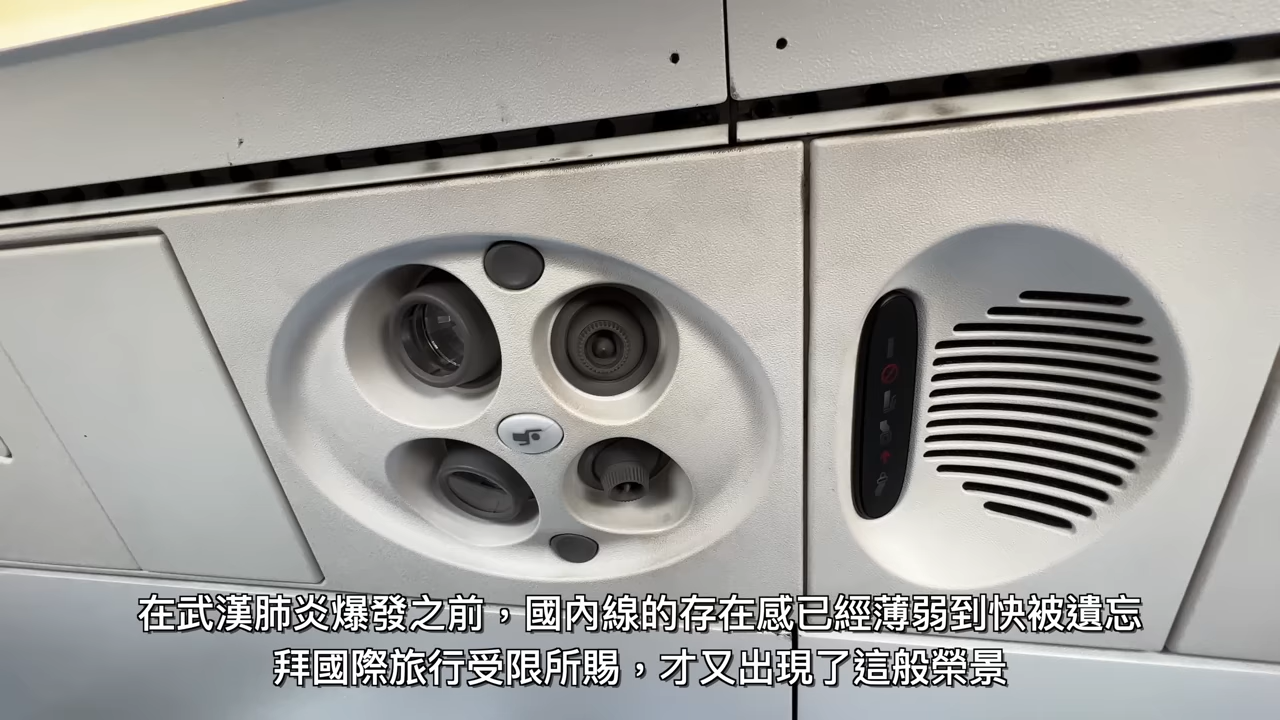 在武漢肺炎爆發之前，國內線的存在感已經薄弱到快被遺忘
拜國際旅行受限所賜，才又出現了這般榮景